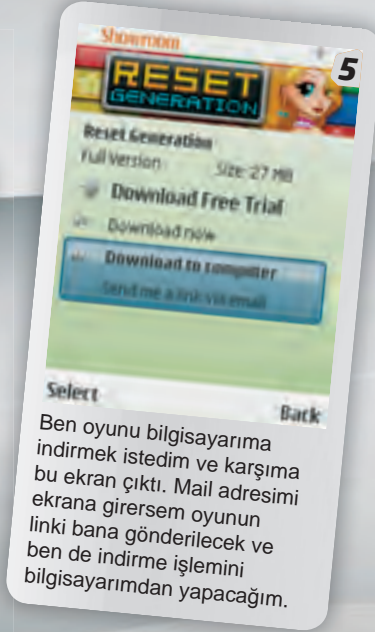 Showroom
5
RESET
GENERATION
Reset Generation
Full version Size: 27 MB
Download Free Trial
Download now
Download to computer
Send me a link via email
Select
Back
Ben oyunu bilgisayarıma
indirmek istedim ve karşıma
bu ekran çıktı. Mail adresimi
ekrana girersem oyunun
linki bana gönderilecek ve
ben de indirme işlemini
bilgisayarımdan yapacağım.